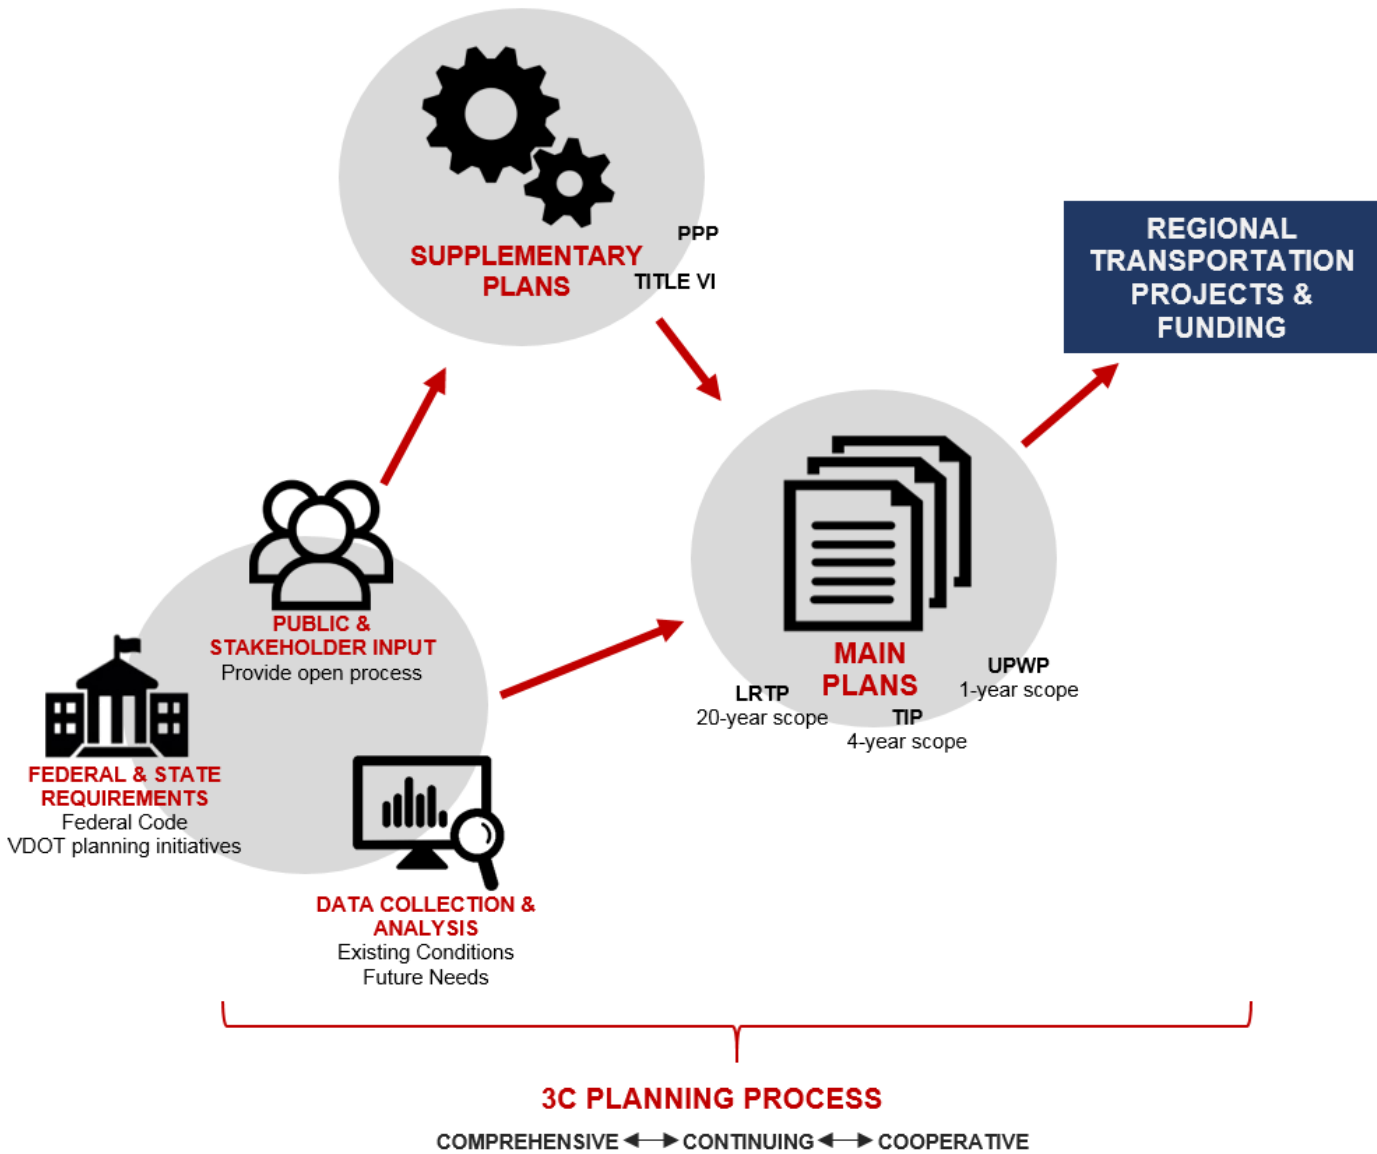 PPP
SUPPLEMENTARY
PLANS
TITLE VI
REGIONAL
TRANSPORTATION
PROJECTS &
FUNDING
PUBLIC &
STAKEHOLDER INPUT
Provide open process
FEDERAL & STATE
REQUIREMENTS
Federal Code
VDOT planning initiatives
DATA COLLECTION &
ANALYSIS
Existing Conditions
Future Needs
MAIN
PLANS
LRTP
20-year scope
TIP
4-year scope
UPWP
1-year scope
3C PLANNING PROCESS
COMPREHENSIVE CONTINUING COOPERATIVE